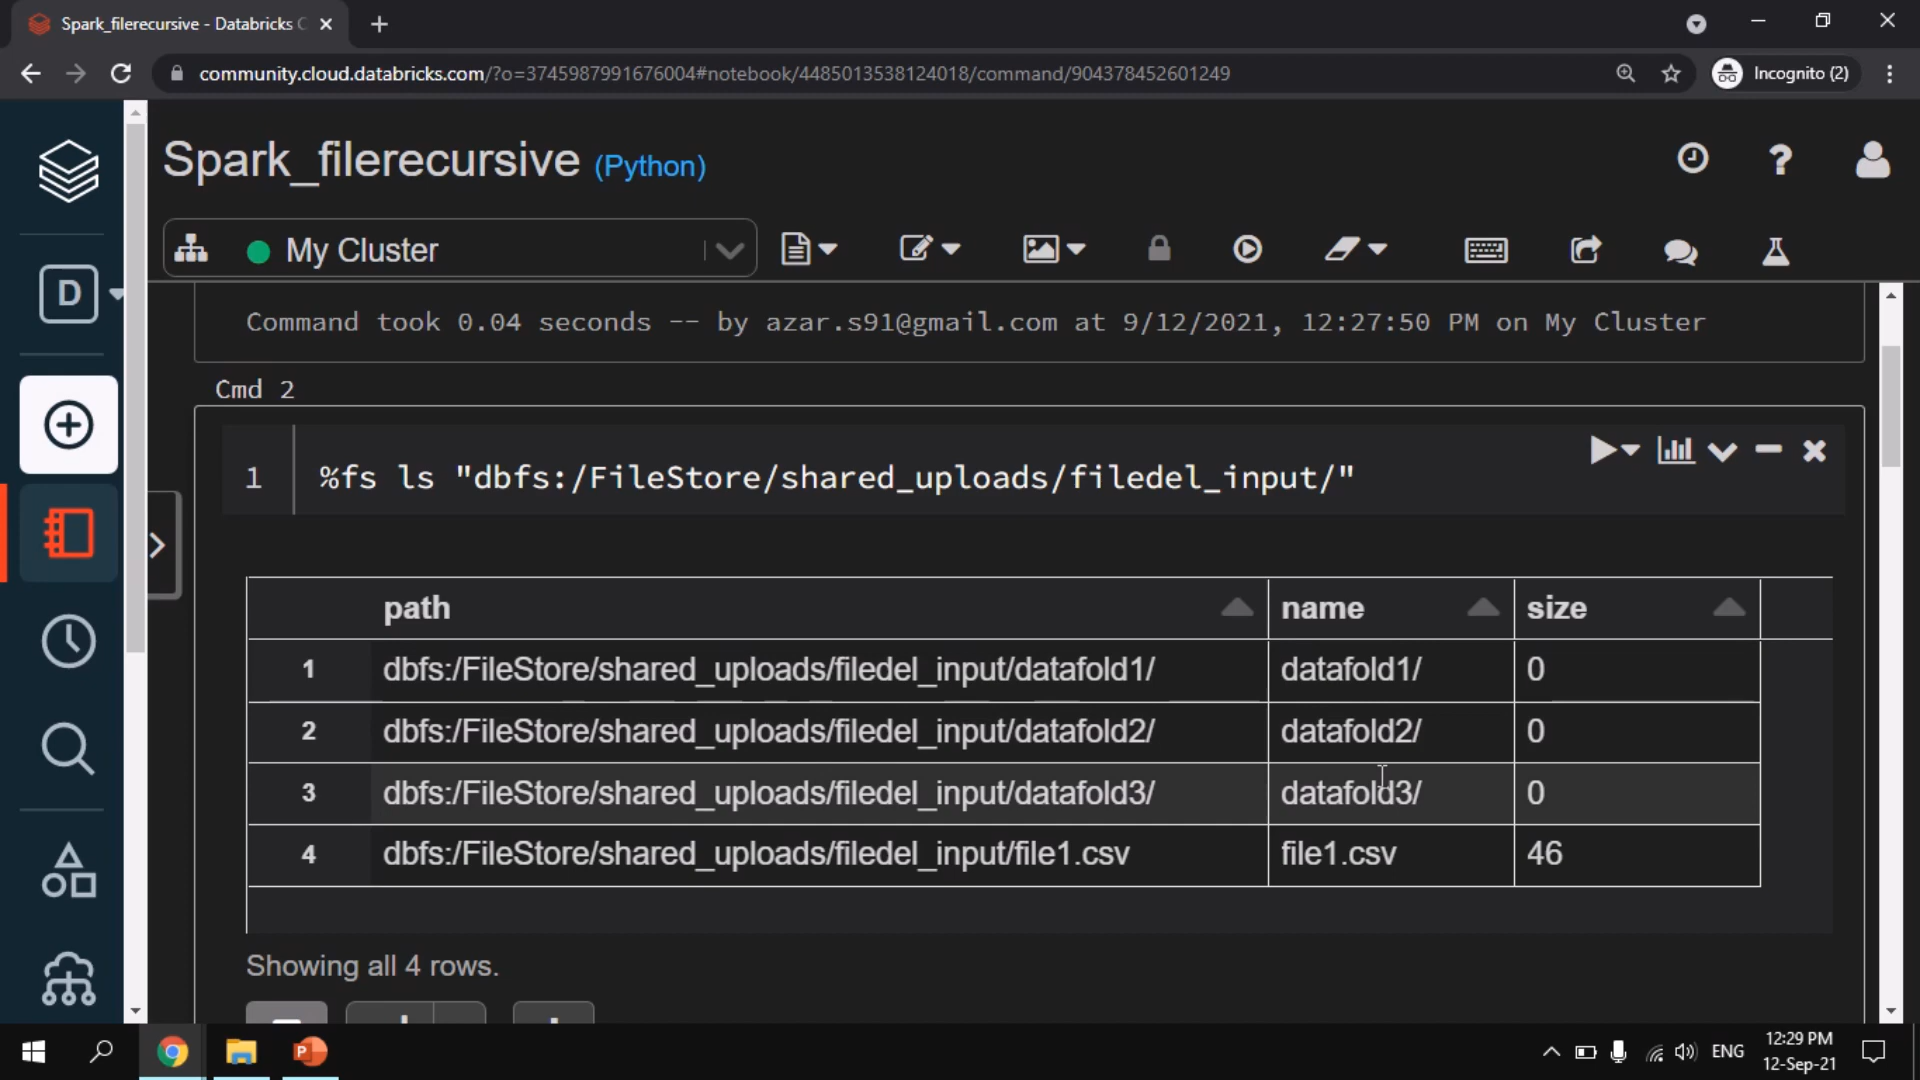 Spark_filerecursive - Databricks C
community.cloud.databricks.com/?o=3745987991676004#notebook/4485013538124018/command/904378452601249
Incognito (2)
Spark_filerecursive (Python)
D
My Cluster
Command took 0.04 seconds -- by azar.s91@gmail.com at 9/12/2021, 12:27:50 PM on My Cluster
Cmd 2
1 %fs ls "dbfs:/FileStore/shared_uploads/filedel_input/"
path name size
1 dbfs:/FileStore/shared_uploads/filedel_input/datafold1/ datafold1/ 0
2 dbfs:/FileStore/shared_uploads/filedel_input/datafold2/ datafold2/ 0
3 dbfs:/FileStore/shared_uploads/filedel_input/datafold3/ datafold3/ 0
4 dbfs:/FileStore/shared_uploads/filedel_input/file1.csv file1.csv 46
Showing all 4 rows.
ENG
12:29 PM
12-Sep-21